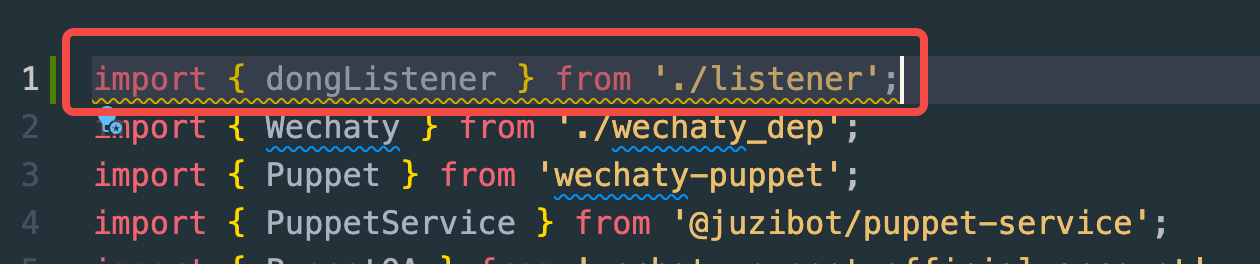 1 import { dongListener } from './listener';
2 import { Wechaty } from './wechaty_dep';
3 import { Puppet } from 'wechaty-puppet';
4 import { PuppetService } from '@juzibot/puppet-service';